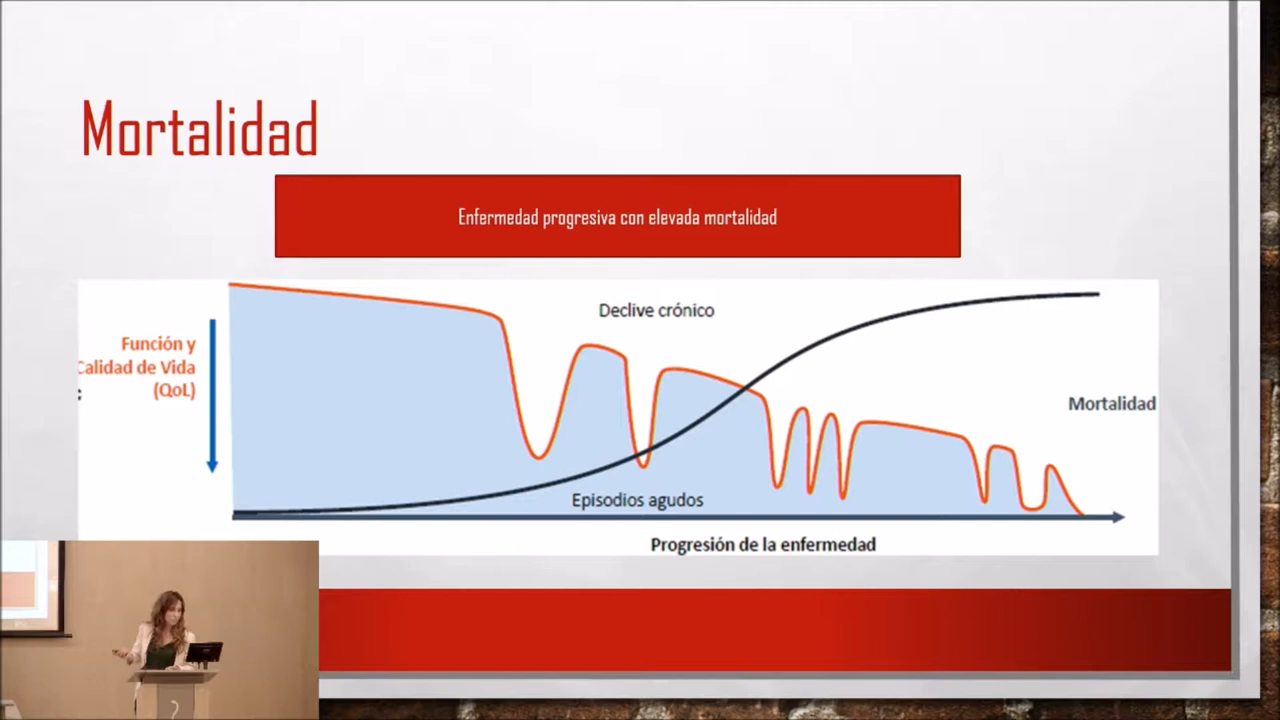 Mortalidad
Enfermedad progresiva con elevada mortalidad
Declive crónico
Función y
Calidad de Vida
(QoL)
Mortalidad
Episodios agudos
Progresión de la enfermedad